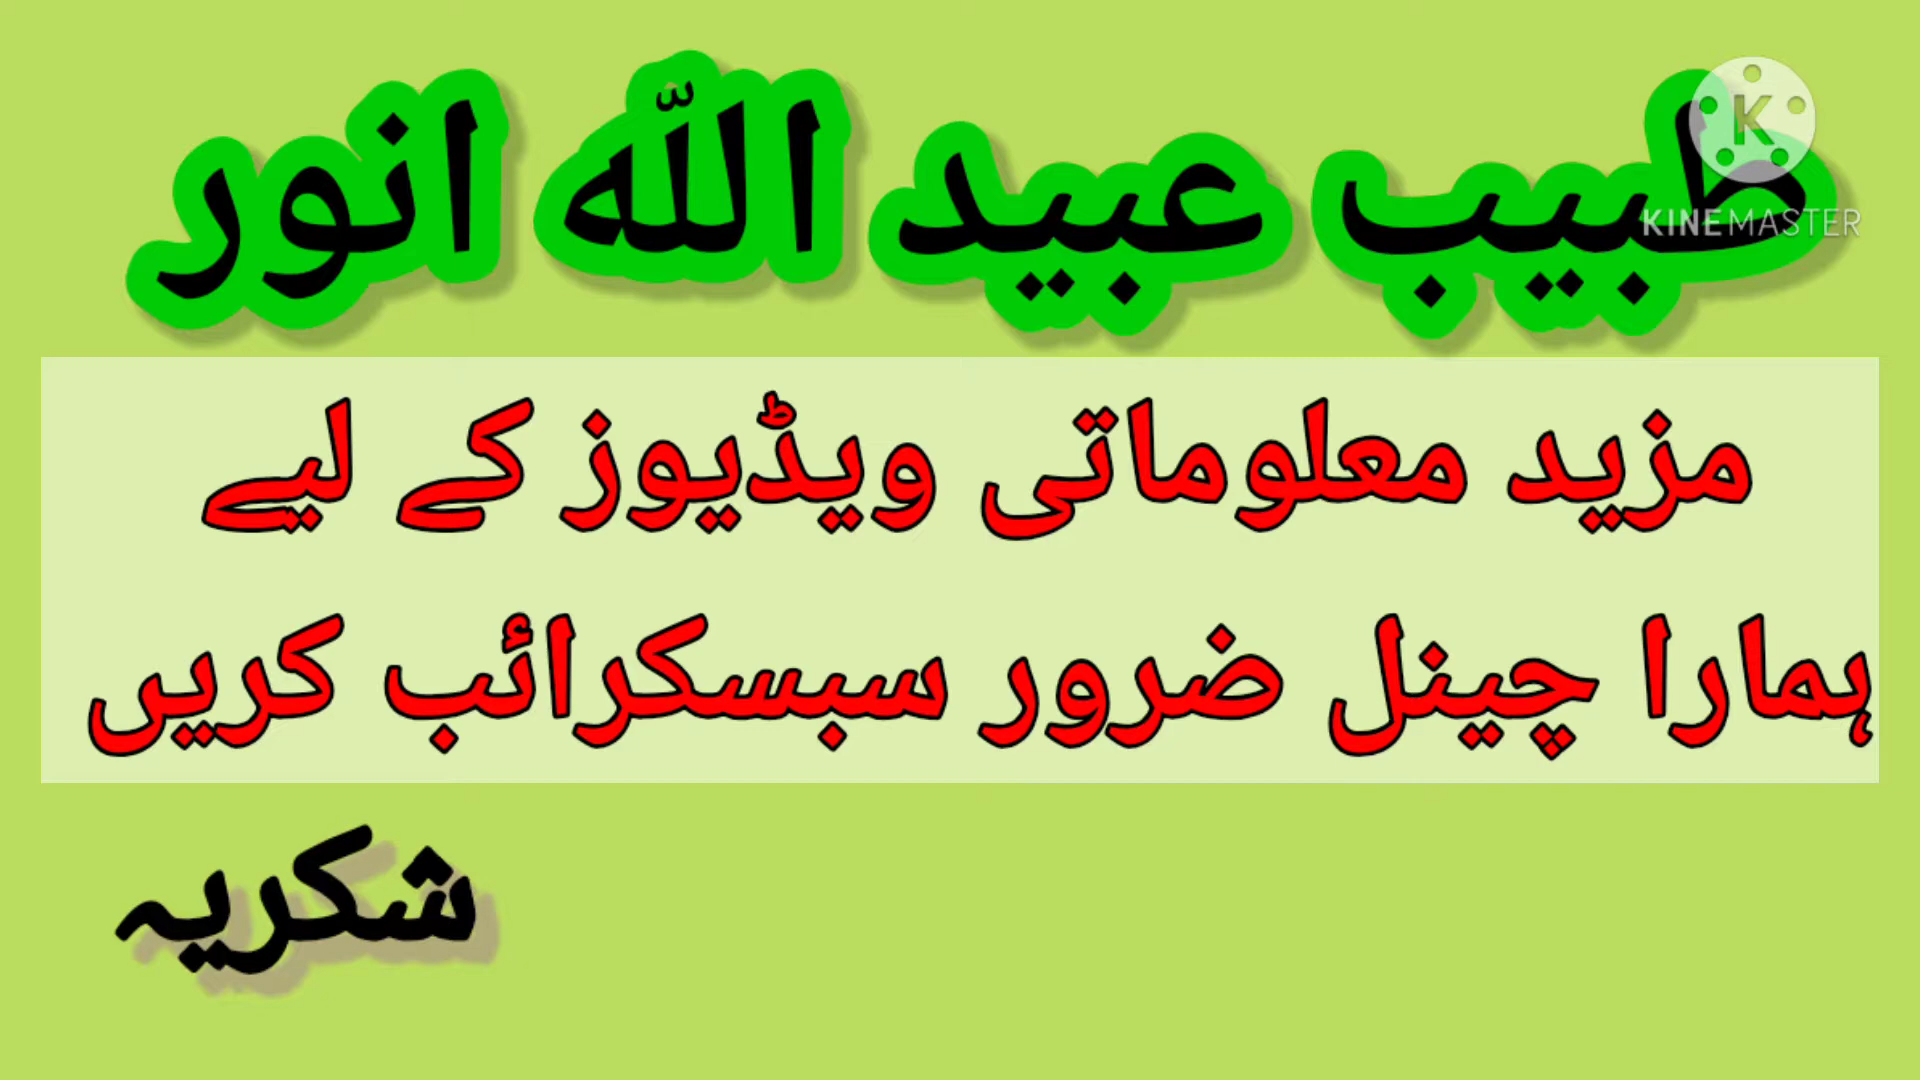 طبیب عبید اللہ انور
KINEMASTER
مزید معلوماتی ویڈیوز کے لیے
ہمارا چینل ضرور سبسکرائب کریں
شکریہ